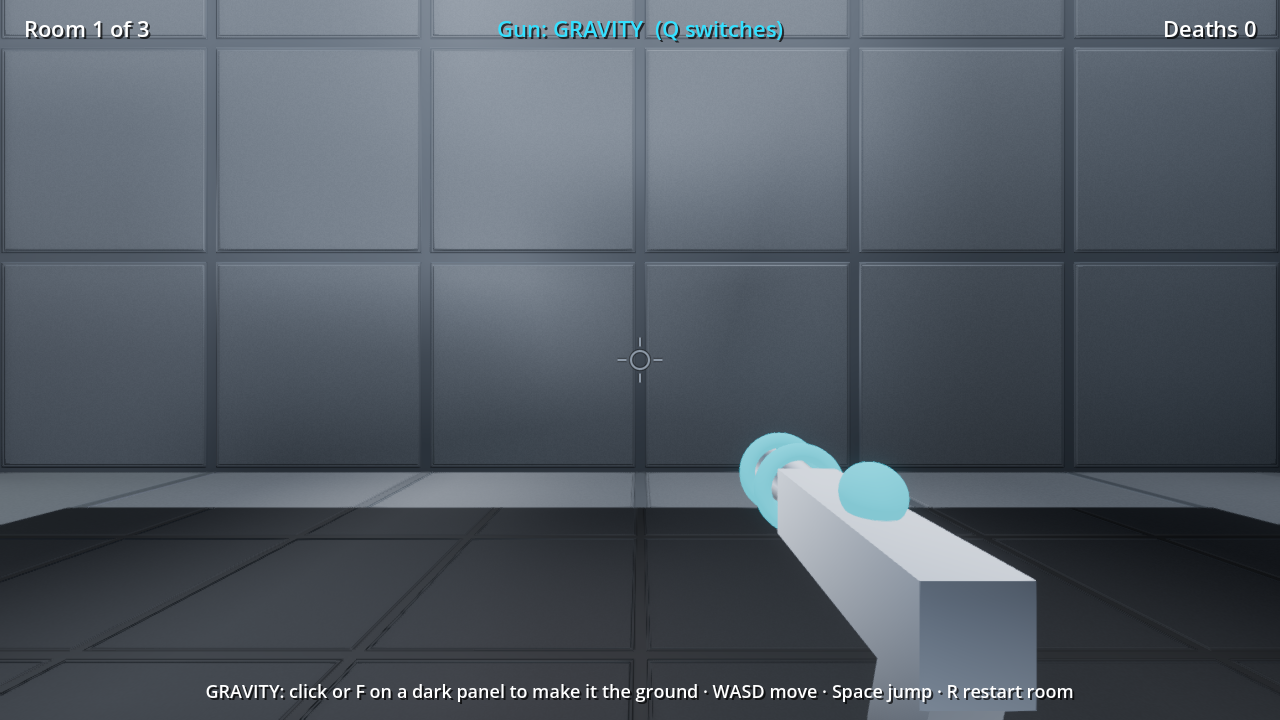 Room 1 of 3
Gun: GRAVITY (Q switches)
Deaths 0
GRAVITY: click or F on a dark panel to make it the ground · WASD move · Space jump · R restart room